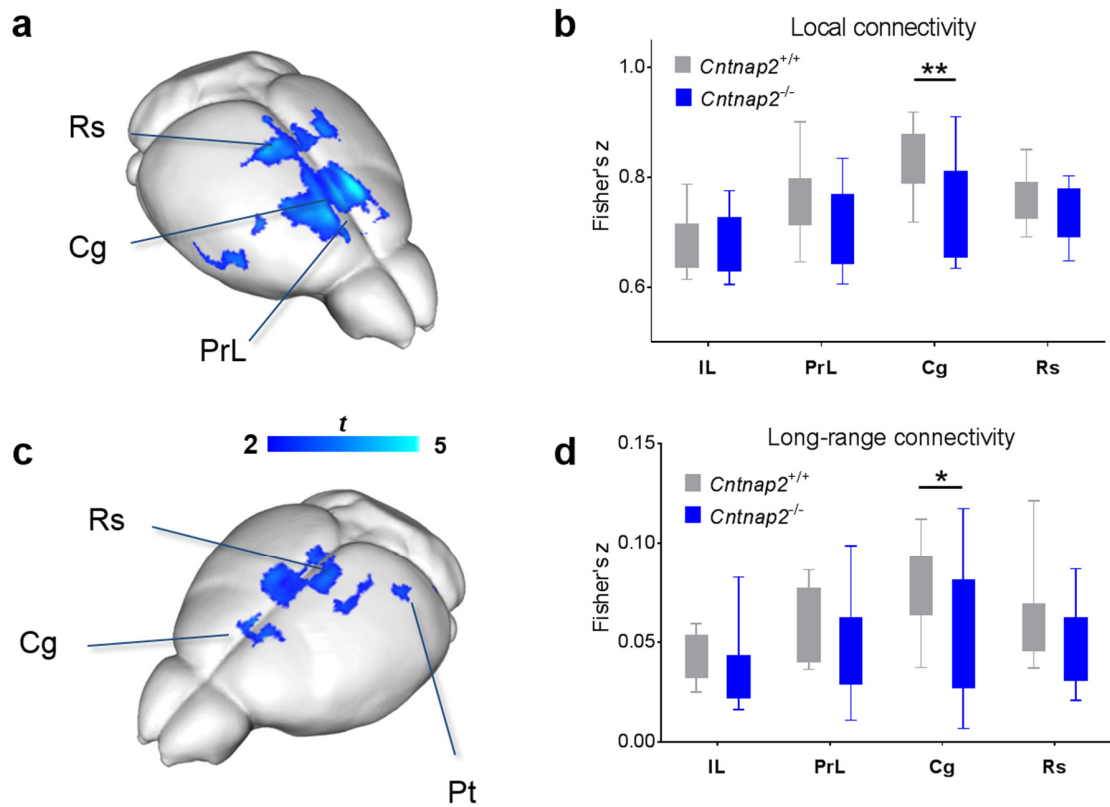 a
Rs
Cg
PrL
b
Local connectivity
Cntnap2+/+
Cntnap2-/-
**
Fisher's z
1.0
0.8
0.6
IL PrL Cg Rs
c
2 t 5
Rs
Cg
Pt
d
Long-range connectivity
Cntnap2+/+
Cntnap2-/-
*
Fisher's z
0.15
0.10
0.05
0.00
IL PrL Cg Rs